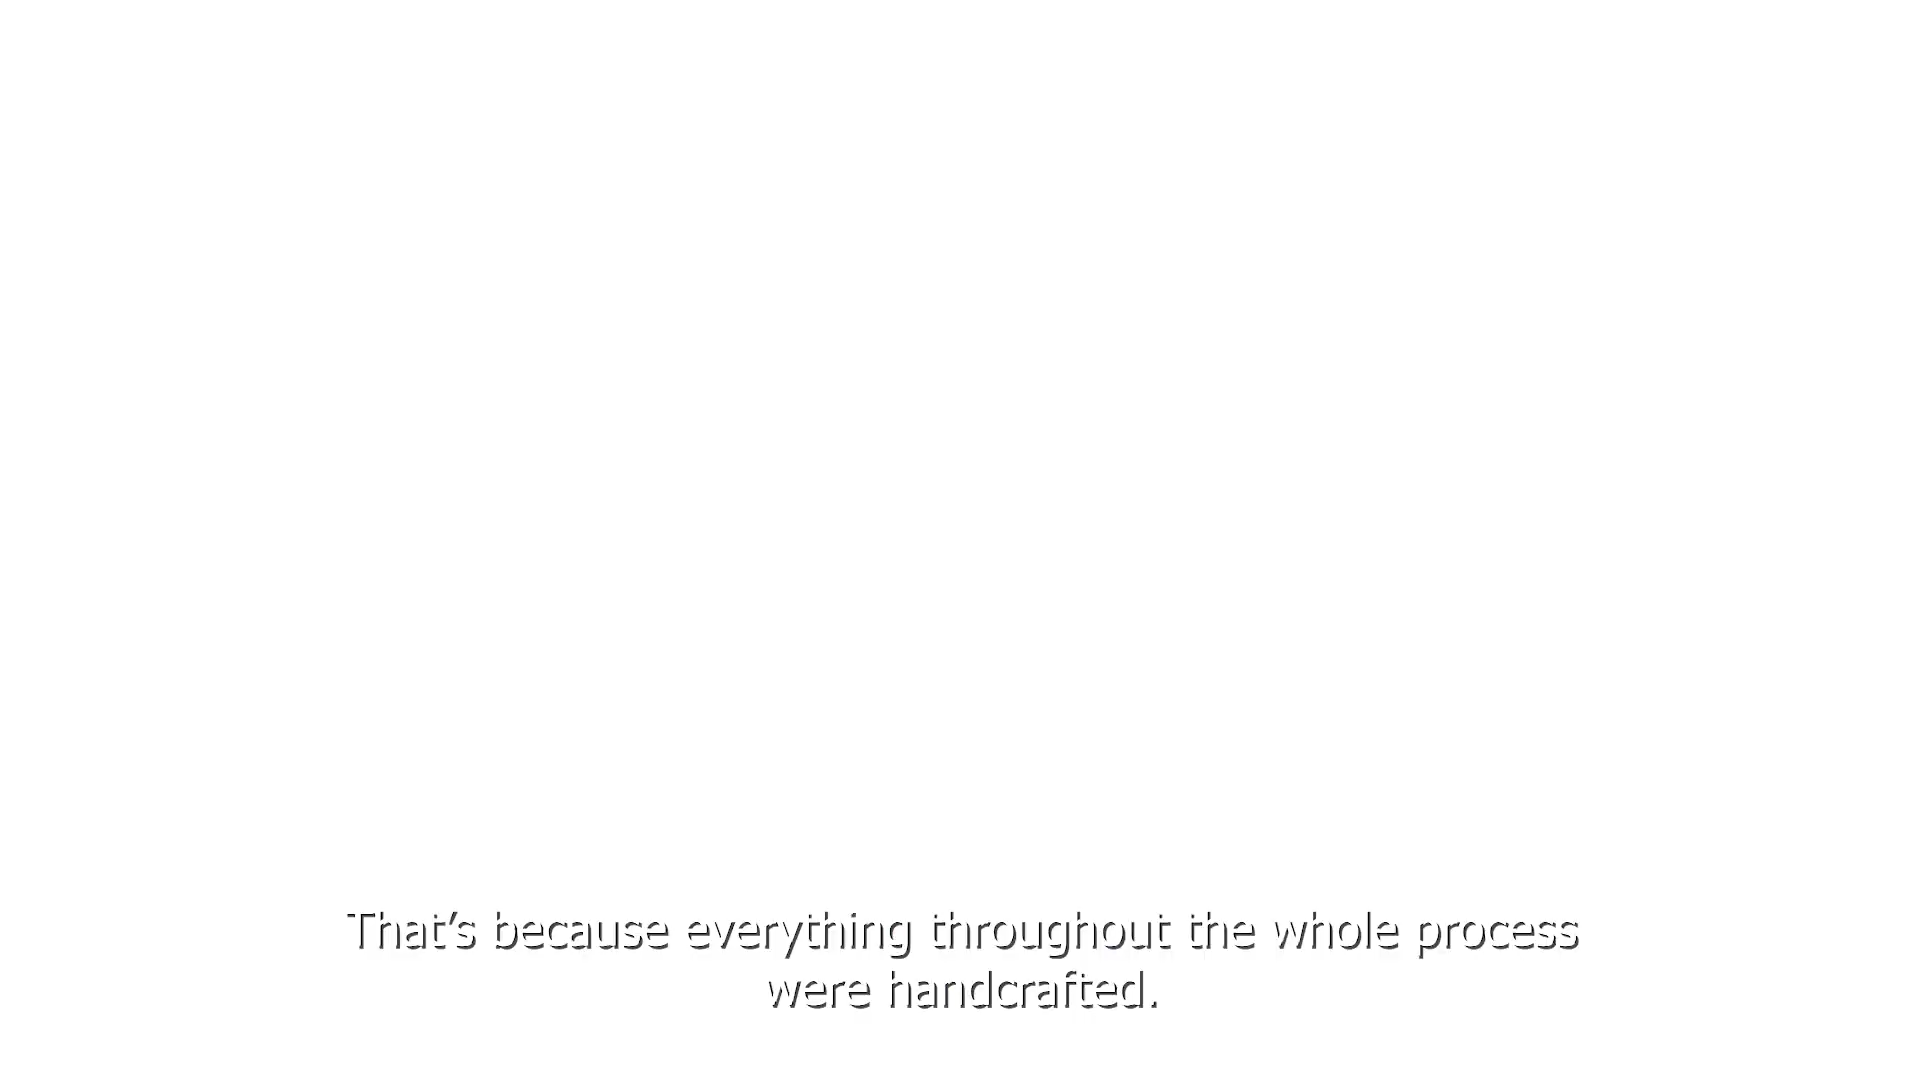 That’s because everything throughout the whole process
were handcrafted.